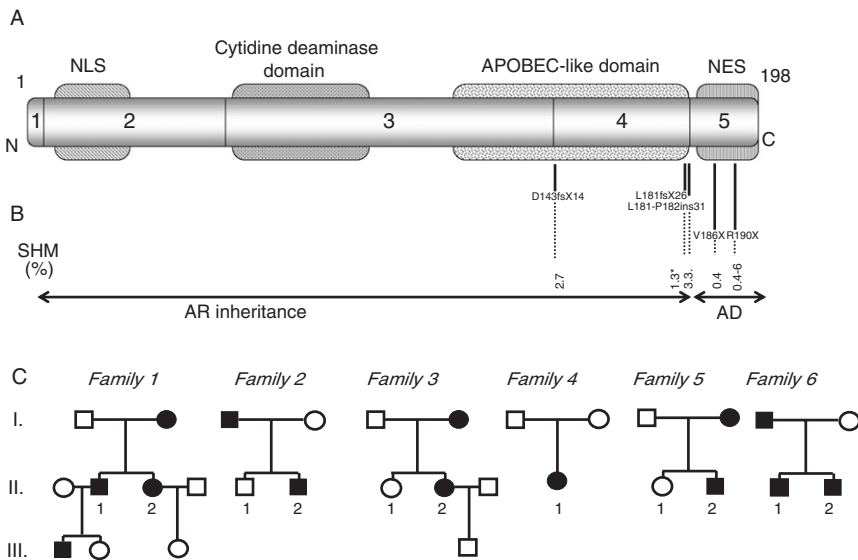 A
NLS
Cytidine deaminase
domain
APOBEC-like domain
NES
1
198
1 2 3 4 5
N
C
D143fsX14
L181fsX26
L181-P182ins31
V186X R190X
B
SHM
(%)
2.7
1.3*
3.3.
0.4
0.4-6
AR inheritance
AD
C
Family 1 Family 2 Family 3 Family 4 Family 5 Family 6
I.
II.
1 2 1 2 1 2 1 1 2 1 2
III.